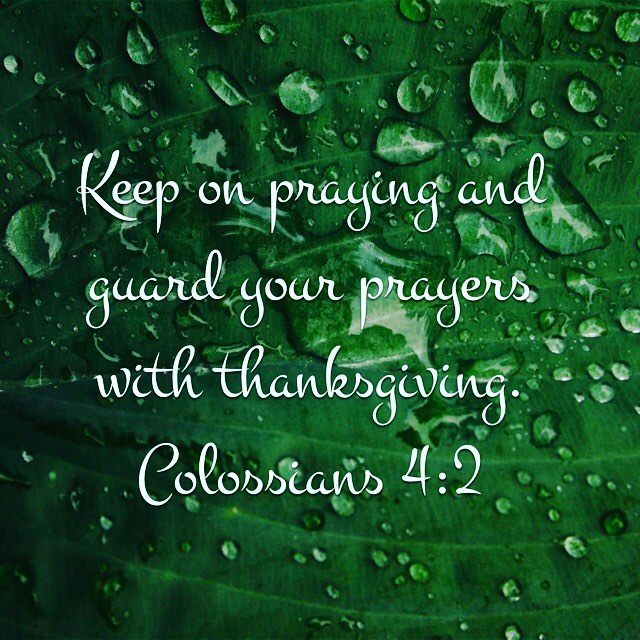 Keep on praying and
guard your prayers
with thanksgiving.
Colossians 4:2